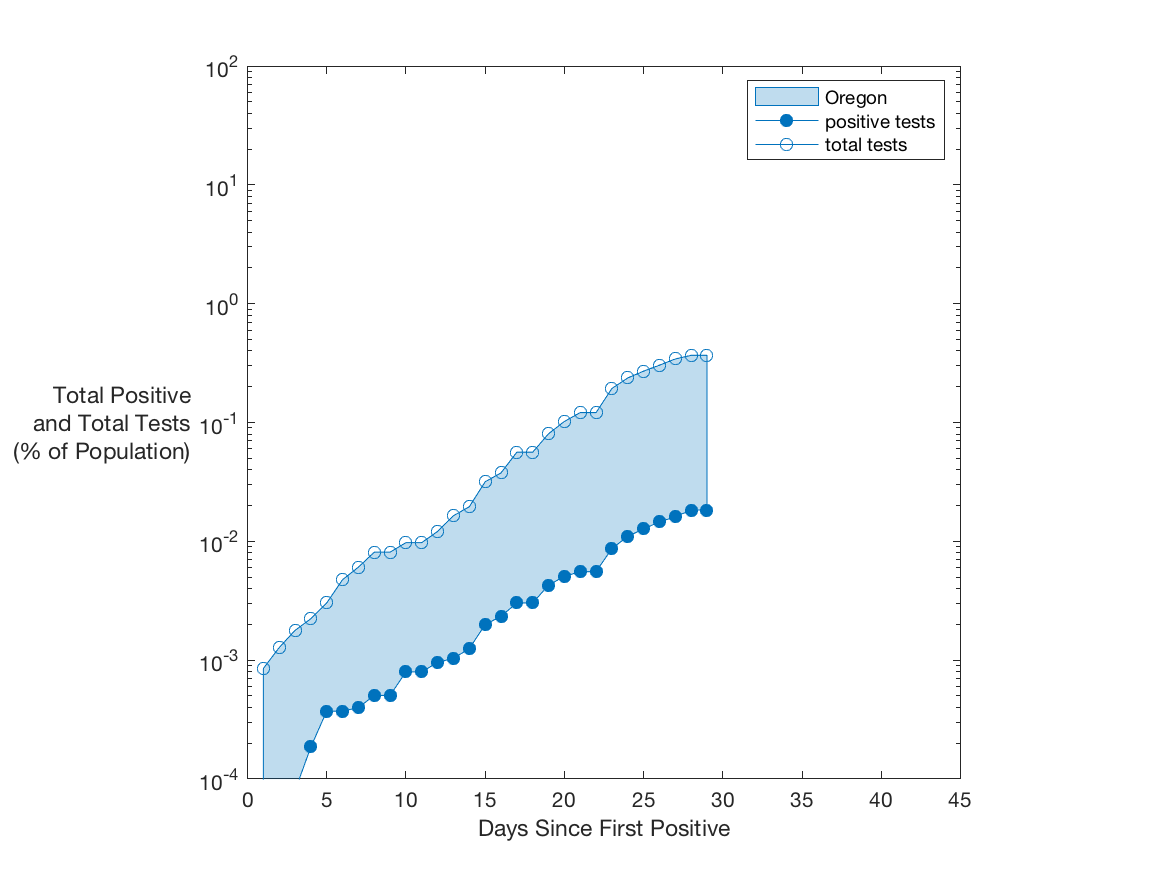 10^2
10^1
10^0
10^-1
10^-2
10^-3
10^-4
Total Positive
and Total Tests
(% of Population)
Oregon
positive tests
total tests
0 5 10 15 20 25 30 35 40 45
Days Since First Positive